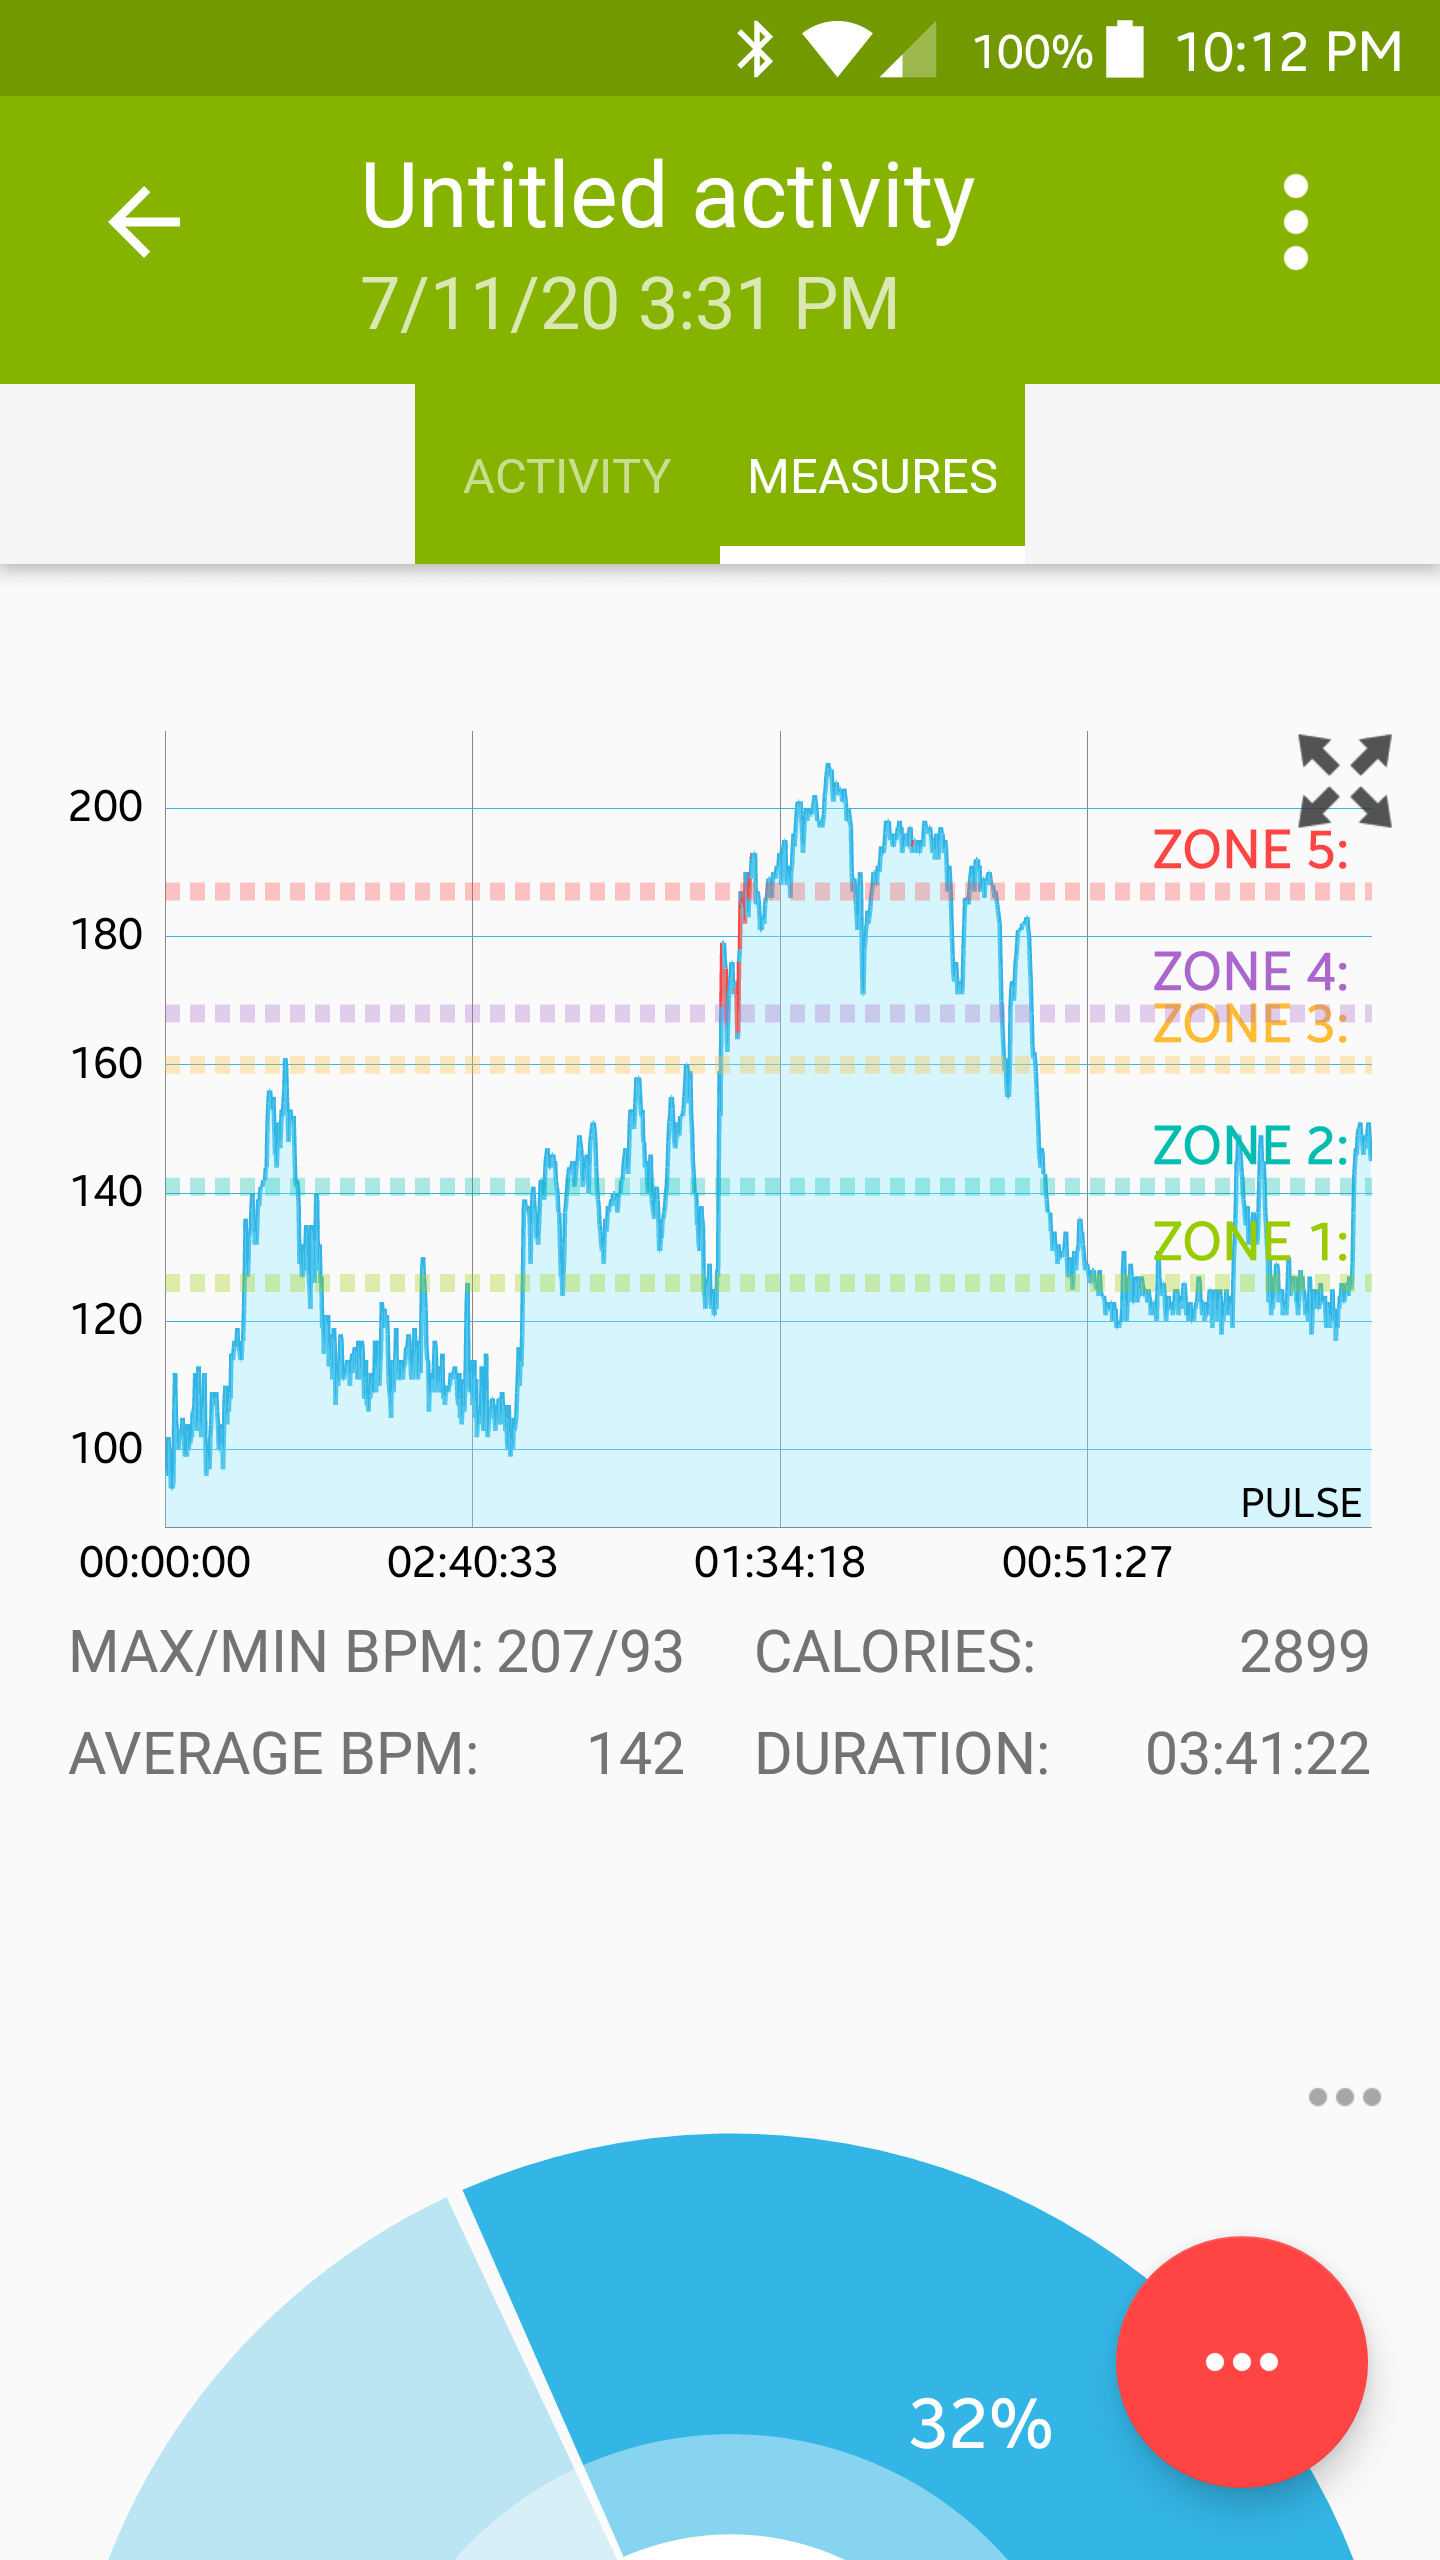 100% 10:12 PM
Untitled activity
7/11/20 3:31 PM
ACTIVITY MEASURES
200
ZONE 5:
180
ZONE 4:
ZONE 3:
160
ZONE 2:
140
ZONE 1:
120
100
PULSE
00:00:00 02:40:33 01:34:18 00:51:27
MAX/MIN BPM: 207/93 CALORIES: 2899
AVERAGE BPM: 142 DURATION: 03:41:22
32%